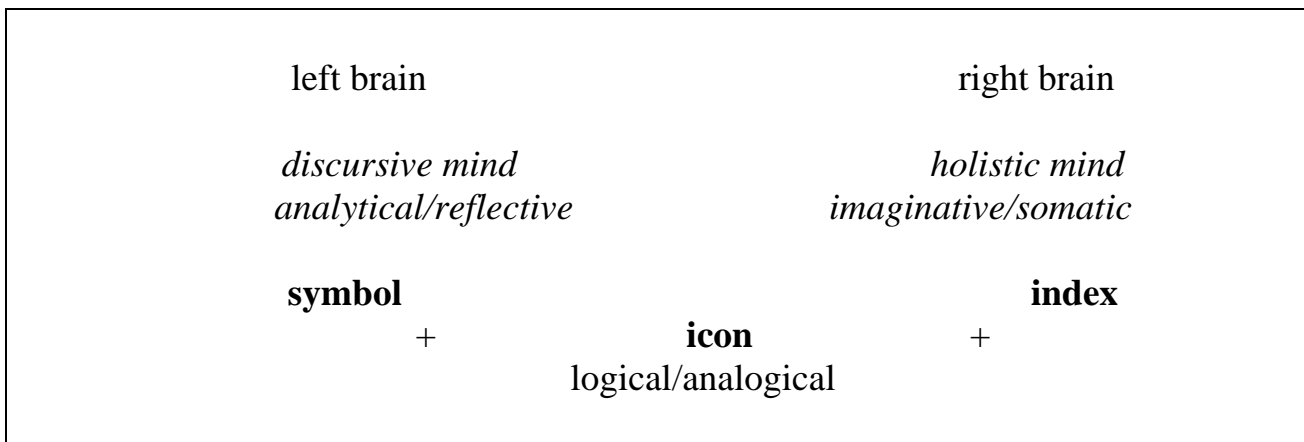 left brain right brain
discursive mind holistic mind
analytical/reflective imaginative/somatic
symbol index
+ icon +
logical/analogical